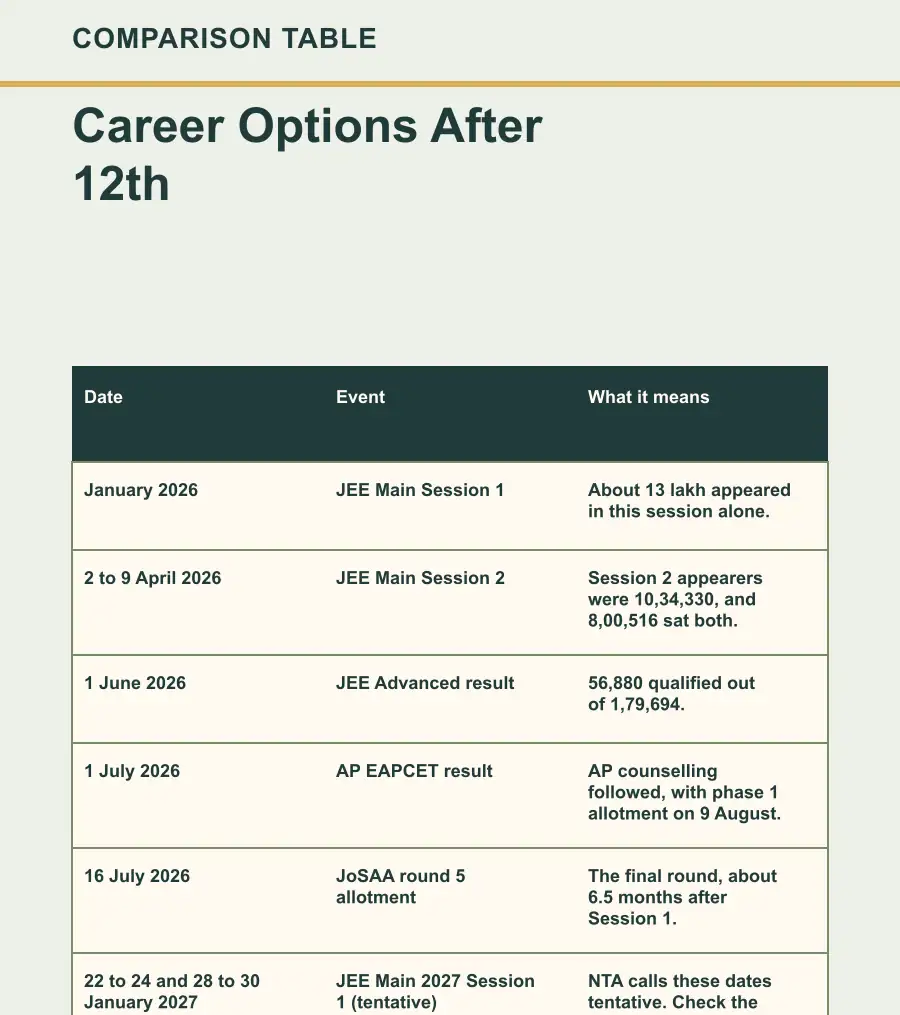 COMPARISON TABLE
Career Options After
12th
Date Event What it means
January 2026 JEE Main Session 1 About 13 lakh appeared
in this session alone.
2 to 9 April 2026 JEE Main Session 2 Session 2 appearers
were 10,34,330, and
8,00,516 sat both.
1 June 2026 JEE Advanced result 56,880 qualified out
of 1,79,694.
1 July 2026 AP EAPCET result AP counselling
followed, with phase 1
allotment on 9 August.
16 July 2026 JoSAA round 5 The final round, about
allotment 6.5 months after
Session 1.
22 to 24 and 28 to 30 JEE Main 2027 Session NTA calls these dates
January 2027 1 (tentative) tentative. Check the